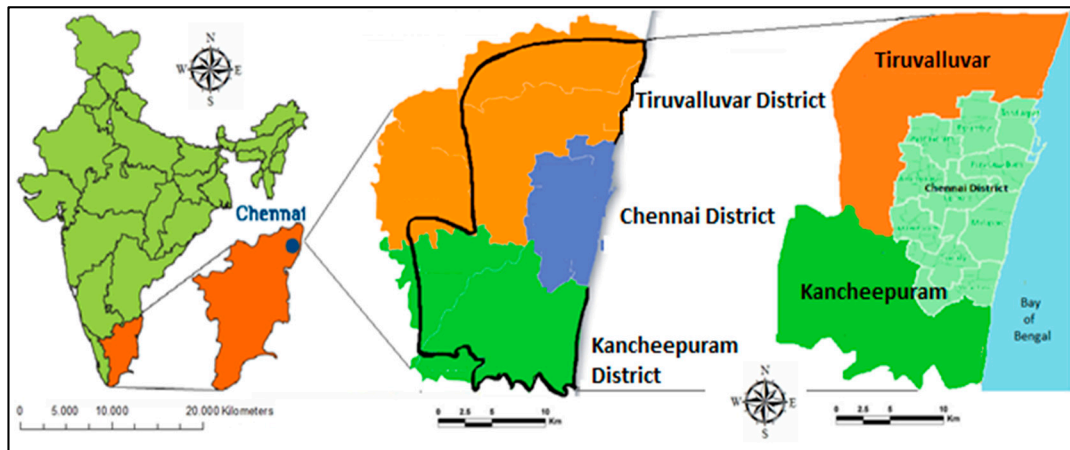 N
W E
S
Chennai
0 5.000 10.000 20.000 Kilometers
Tiruvalluvar District
Chennai District
Kancheepuram
District
0 2.5 5 10
Km
N
W E
S
Tiruvalluvar
Chennai District
Kancheepuram
Bay
of
Bengal
0 2.5 5 10
Km